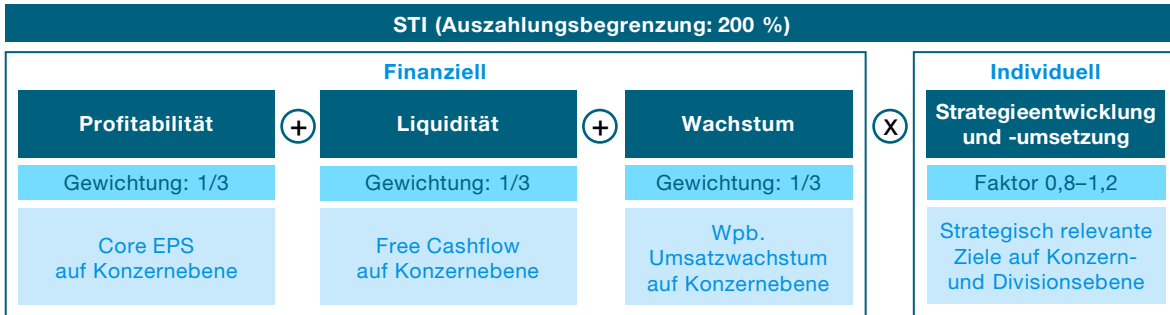 STI (Auszahlungsbegrenzung: 200 %)
Finanziell
Profitabilität
+
Liquidität
+
Wachstum
Gewichtung: 1/3
Gewichtung: 1/3
Gewichtung: 1/3
Core EPS
auf Konzernebene
Free Cashflow
auf Konzernebene
Wpb.
Umsatzwachstum
auf Konzernebene
x
Individuell
Strategieentwicklung
und -umsetzung
Faktor 0,8–1,2
Strategisch relevante
Ziele auf Konzern-
und Divisionsebene